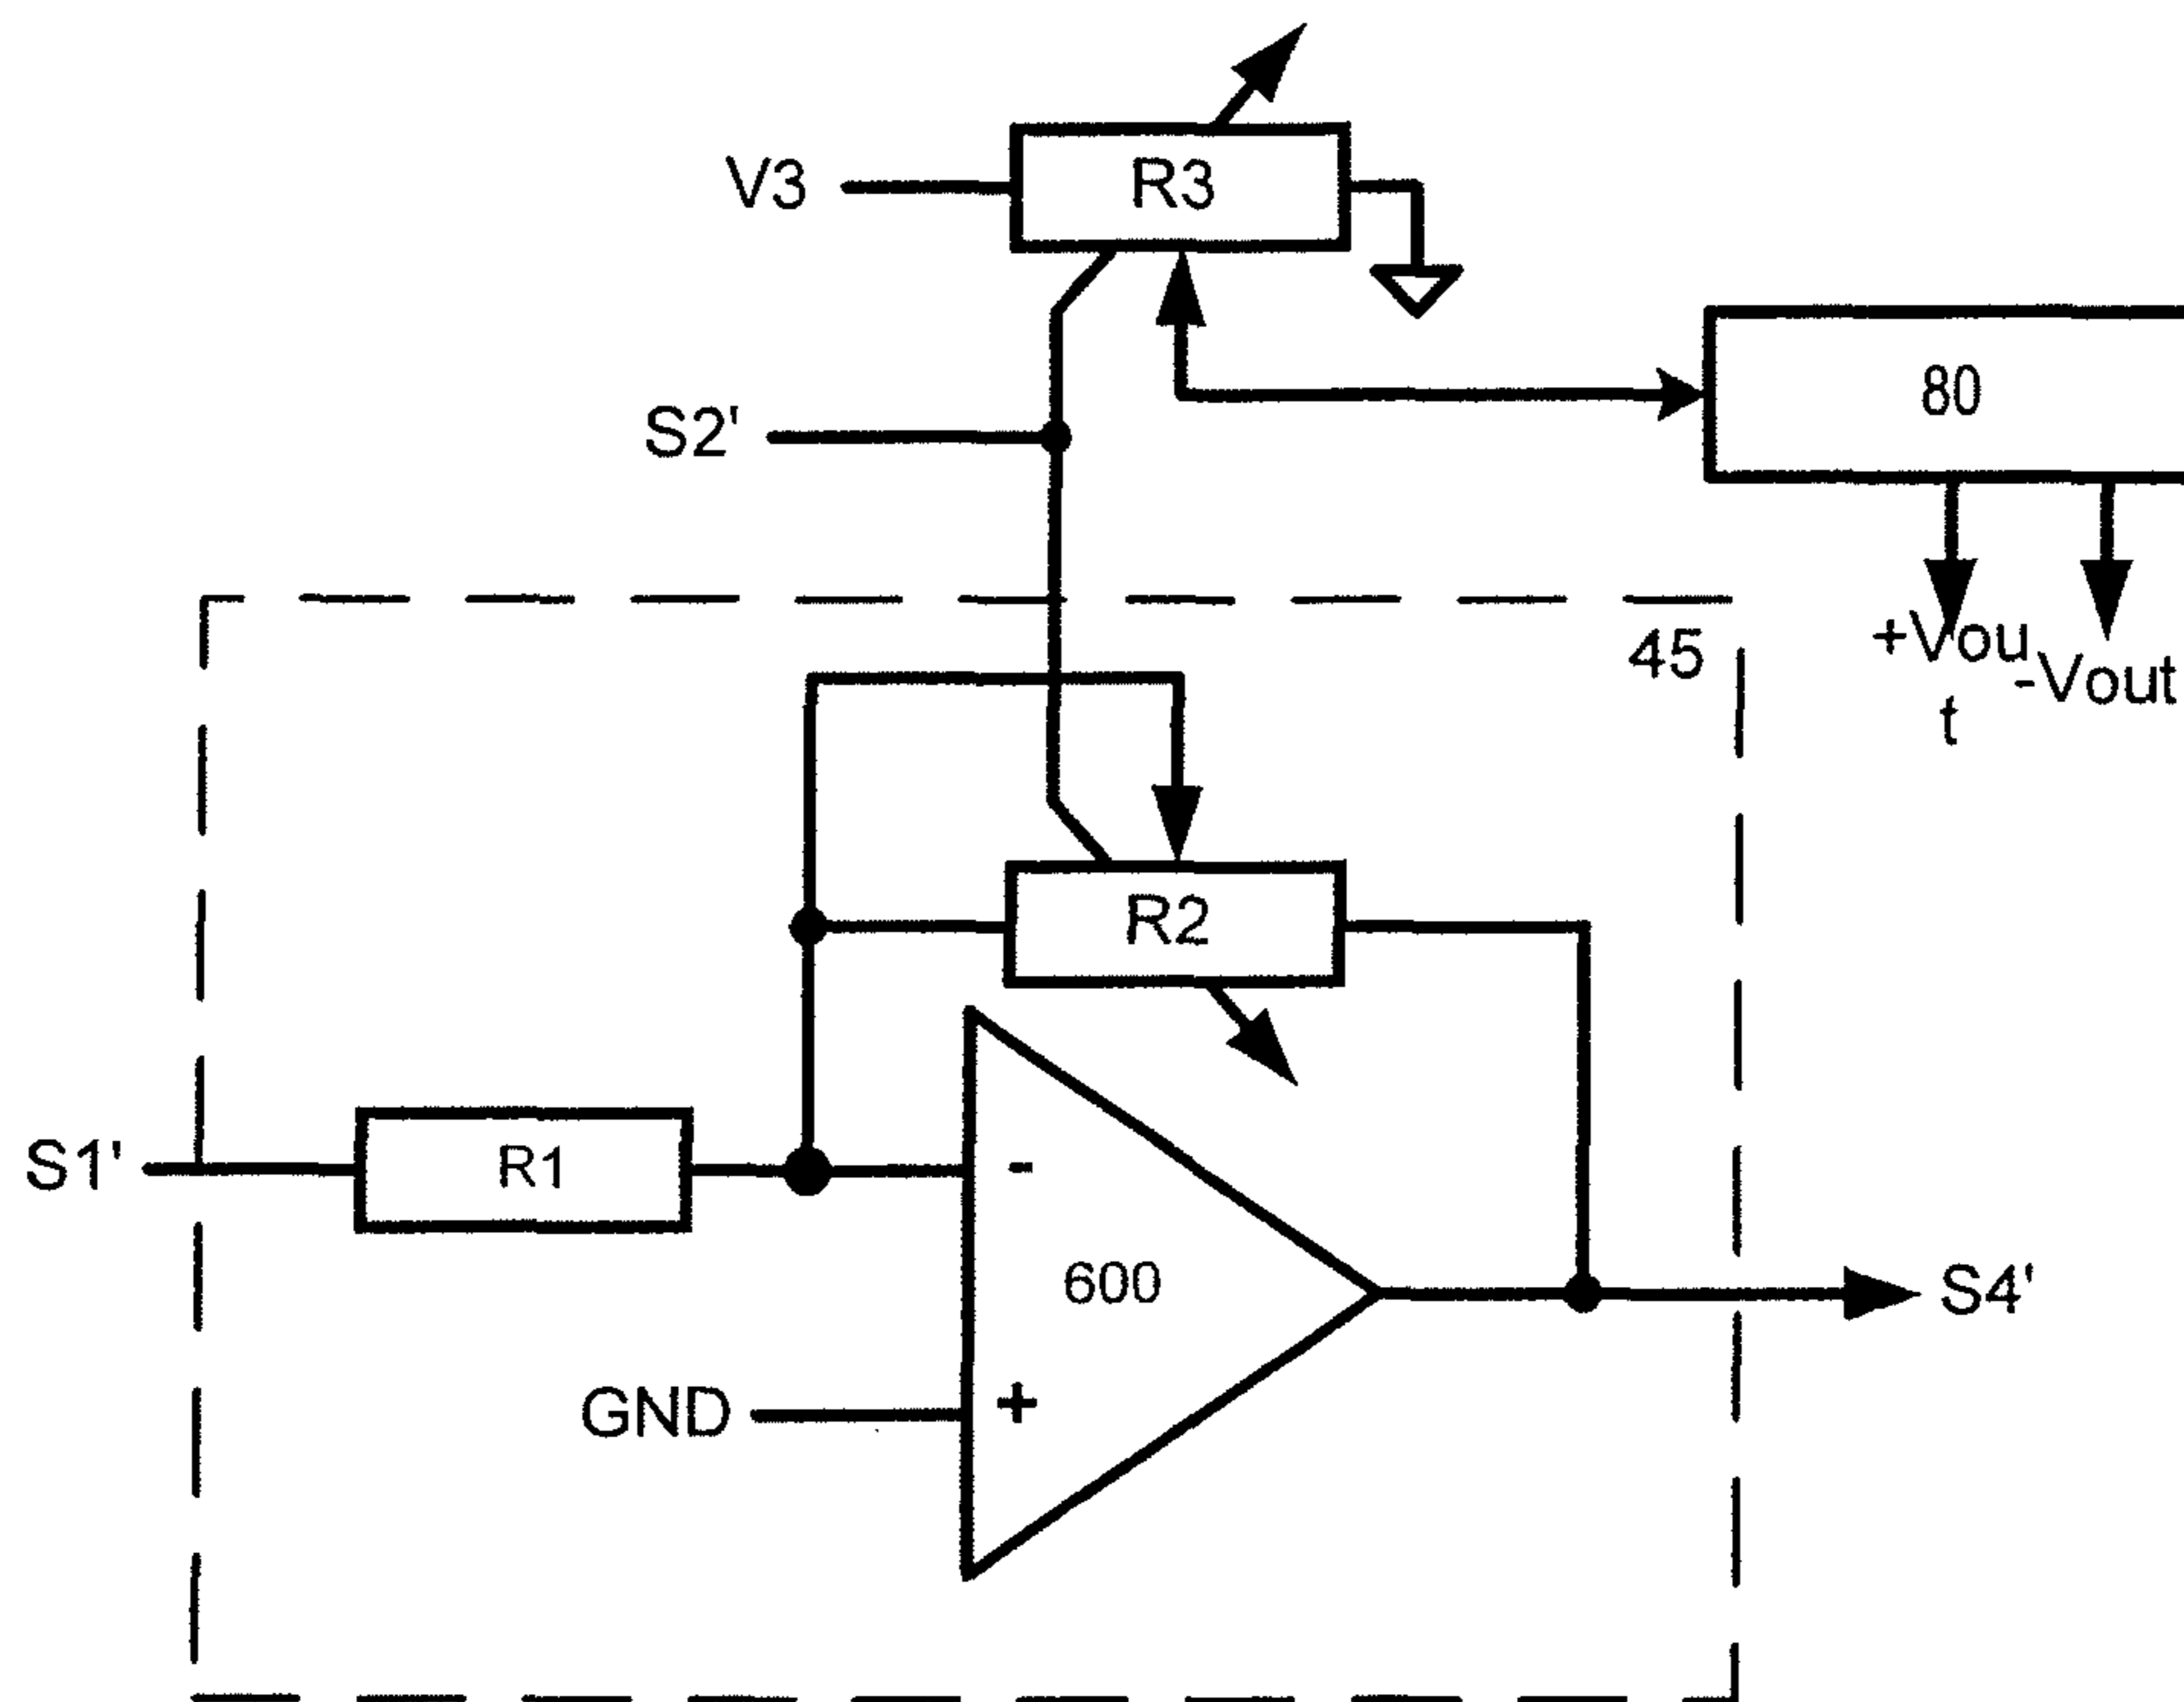 V3
R3
S2'
80
45
+Vou
t
-Vout
R2
S1'
R1
-
600
S4'
GND
+